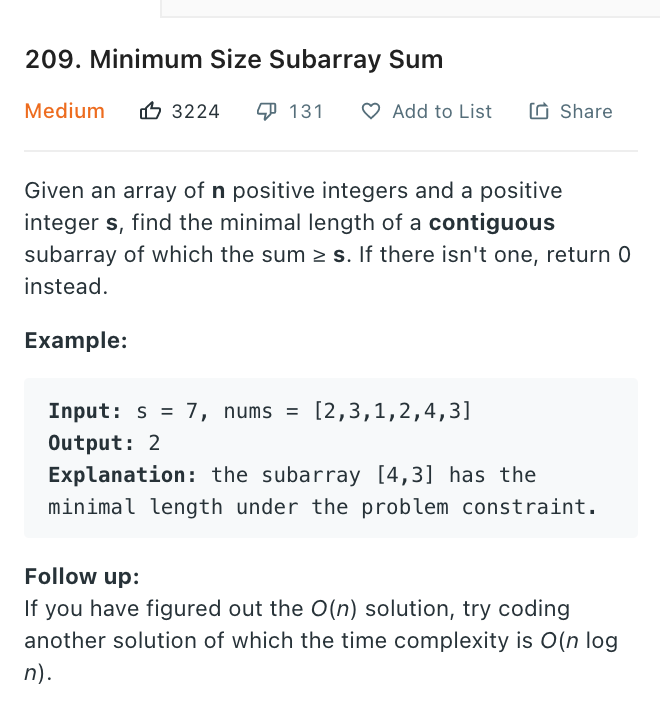 209. Minimum Size Subarray Sum
Medium 3224 131 Add to List Share
Given an array of n positive integers and a positive
integer s, find the minimal length of a contiguous
subarray of which the sum ≥ s. If there isn't one, return 0
instead.
Example:
Input: s = 7, nums = [2,3,1,2,4,3]
Output: 2
Explanation: the subarray [4,3] has the
minimal length under the problem constraint.
Follow up:
If you have figured out the O(n) solution, try coding
another solution of which the time complexity is O(n log
n).